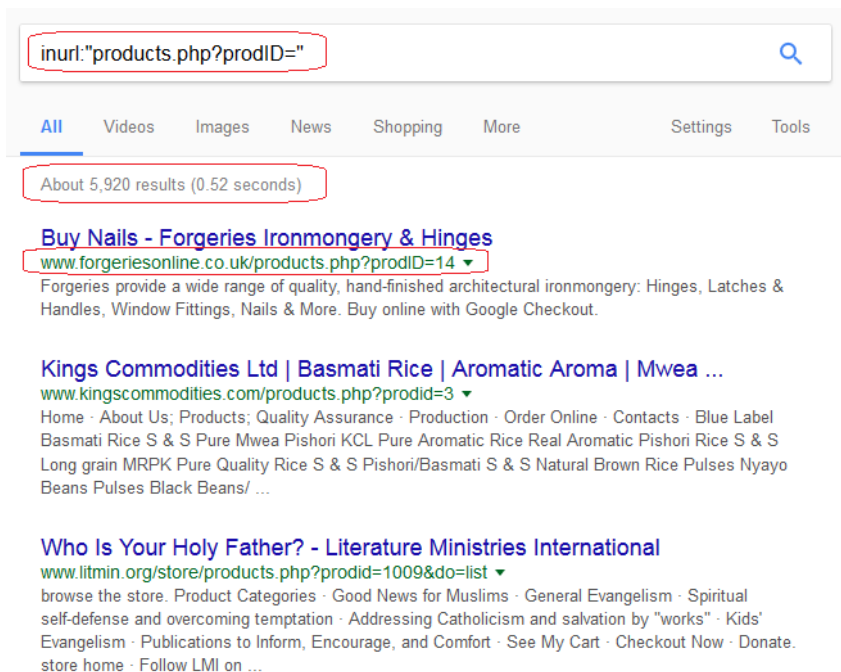 inurl:"products.php?prodID="
All Videos Images News Shopping More Settings Tools
About 5,920 results (0.52 seconds)
Buy Nails - Forgeries Ironmongery & Hinges
www.forgeriesonline.co.uk/products.php?prodID=14
Forgeries provide a wide range of quality, hand-finished architectural ironmongery: Hinges, Latches &
Handles, Window Fittings, Nails & More. Buy online with Google Checkout.
Kings Commodities Ltd | Basmati Rice | Aromatic Aroma | Mwea ...
www.kingscommodities.com/products.php?prodid=3
Home · About Us; Products; Quality Assurance · Production · Order Online · Contacts · Blue Label
Basmati Rice S & S Pure Mwea Pishori KCL Pure Aromatic Rice Real Aromatic Pishori Rice S & S
Long grain MRPK Pure Quality Rice S & S Pishori/Basmati S & S Natural Brown Rice Pulses Nyayo
Beans Pulses Black Beans/ ...
Who Is Your Holy Father? - Literature Ministries International
www.litmin.org/store/products.php?prodid=1009&do=list
browse the store. Product Categories · Good News for Muslims · General Evangelism · Spiritual
self-defense and overcoming temptation · Addressing Catholicism and salvation by "works" · Kids'
Evangelism · Publications to Inform, Encourage, and Comfort · See My Cart · Checkout Now · Donate.
store home · Follow LMI on ...